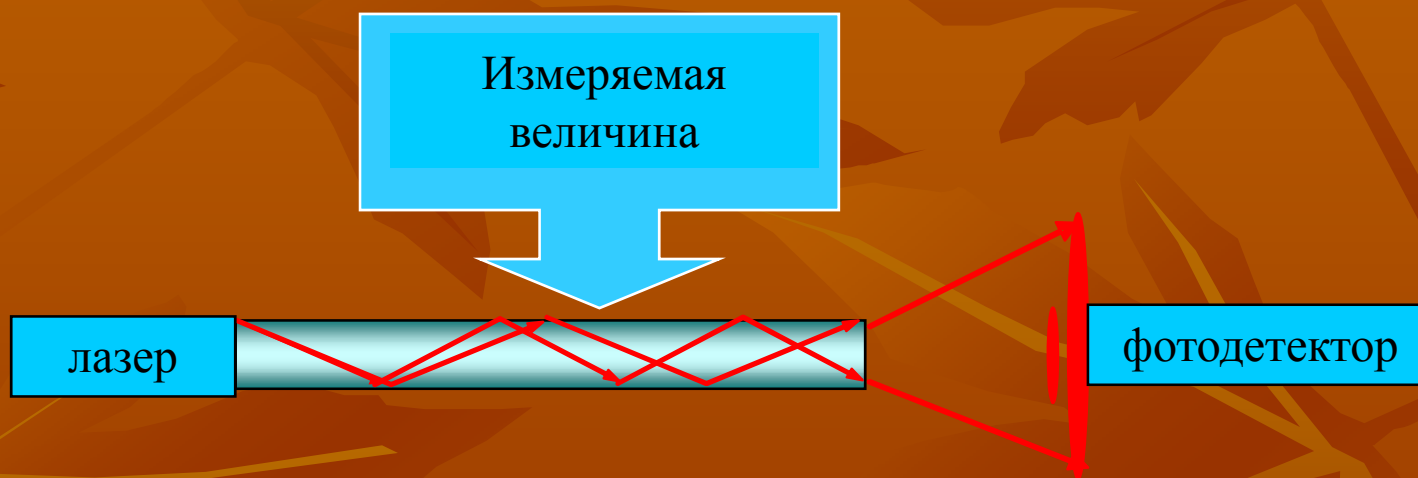 Измеряемая
величина
лазер
фотодетектор